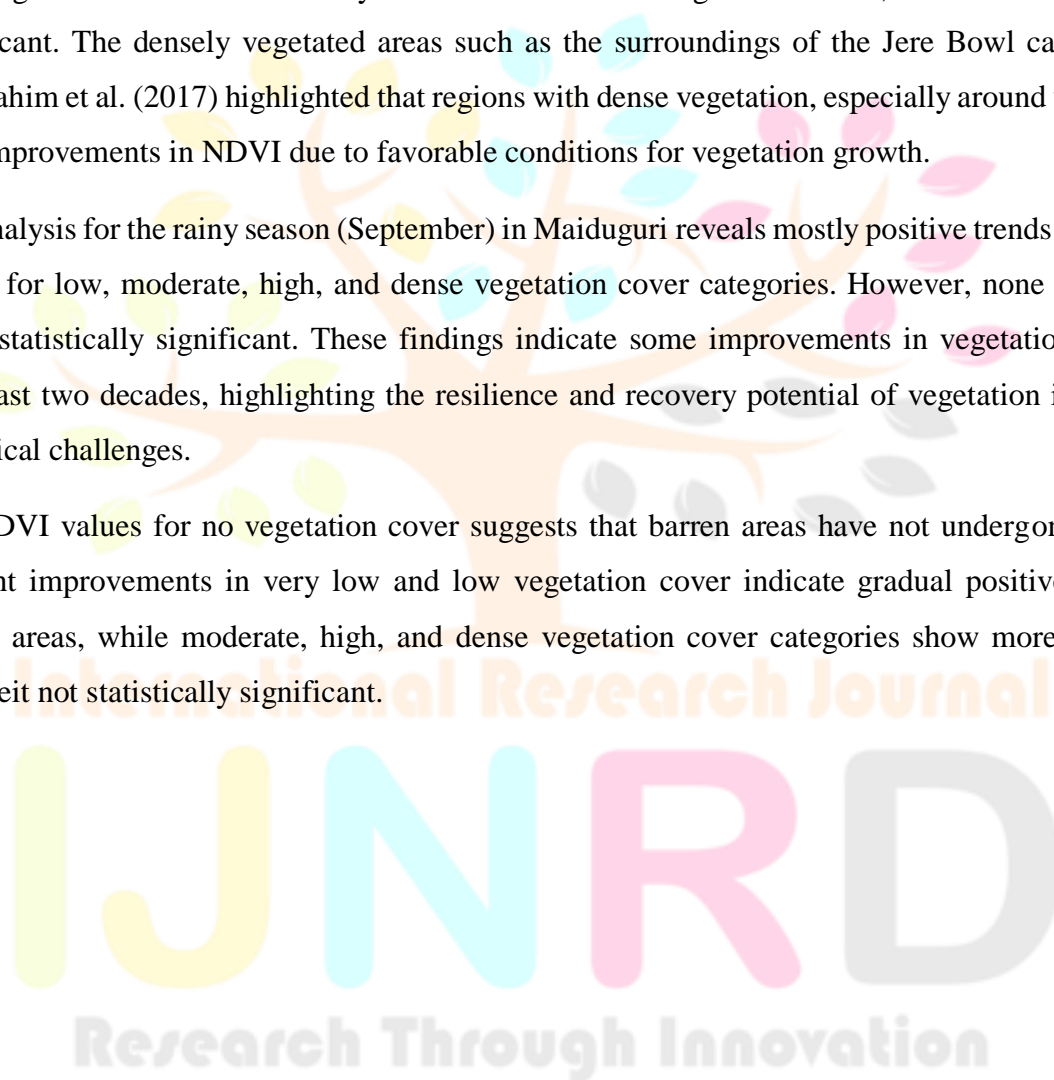 icant. The densely vegetated areas such as the surroundings of the Jere Bowl ca
ahim et al. (2017) highlighted that regions with dense vegetation, especially around
mprovements in NDVI due to favorable conditions for vegetation growth.
nalysis for the rainy season (September) in Maiduguri reveals mostly positive trends
for low, moderate, high, and dense vegetation cover categories. However, none
statistically significant. These findings indicate some improvements in vegetatio
ast two decades, highlighting the resilience and recovery potential of vegetation i
ical challenges.
DVI values for no vegetation cover suggests that barren areas have not undergor
nt improvements in very low and low vegetation cover indicate gradual positive
areas, while moderate, high, and dense vegetation cover categories show more
eit not statistically significant.
International Research Journal
IJNRD
Research Through Innovation